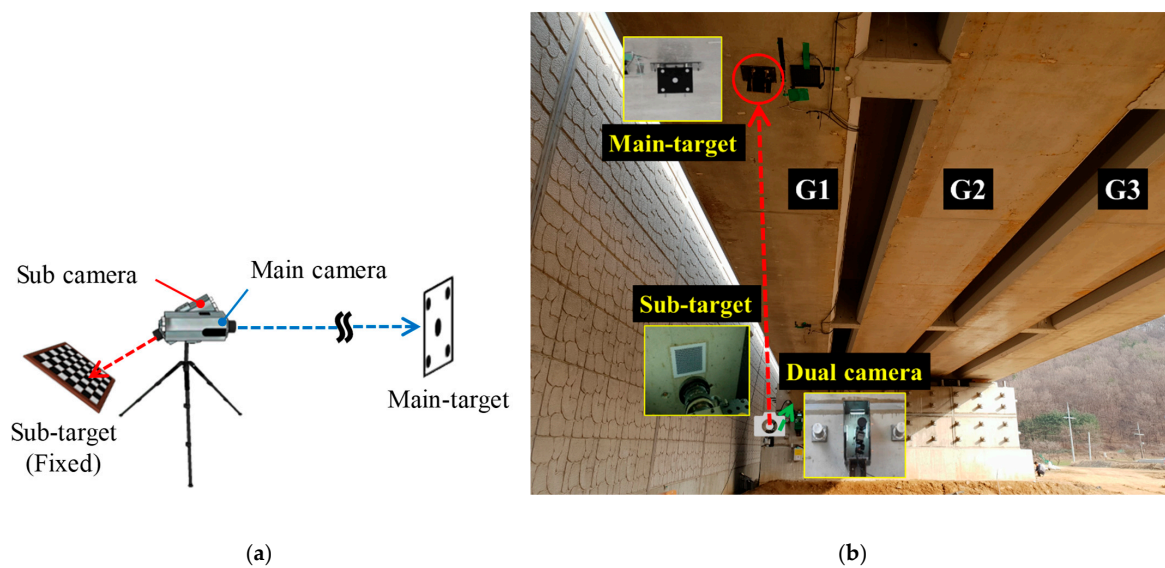 Sub camera
Main camera
Sub-target
(Fixed)
Main-target
(a)
Main-target
G1
G2
G3
Sub-target
Dual camera
(b)